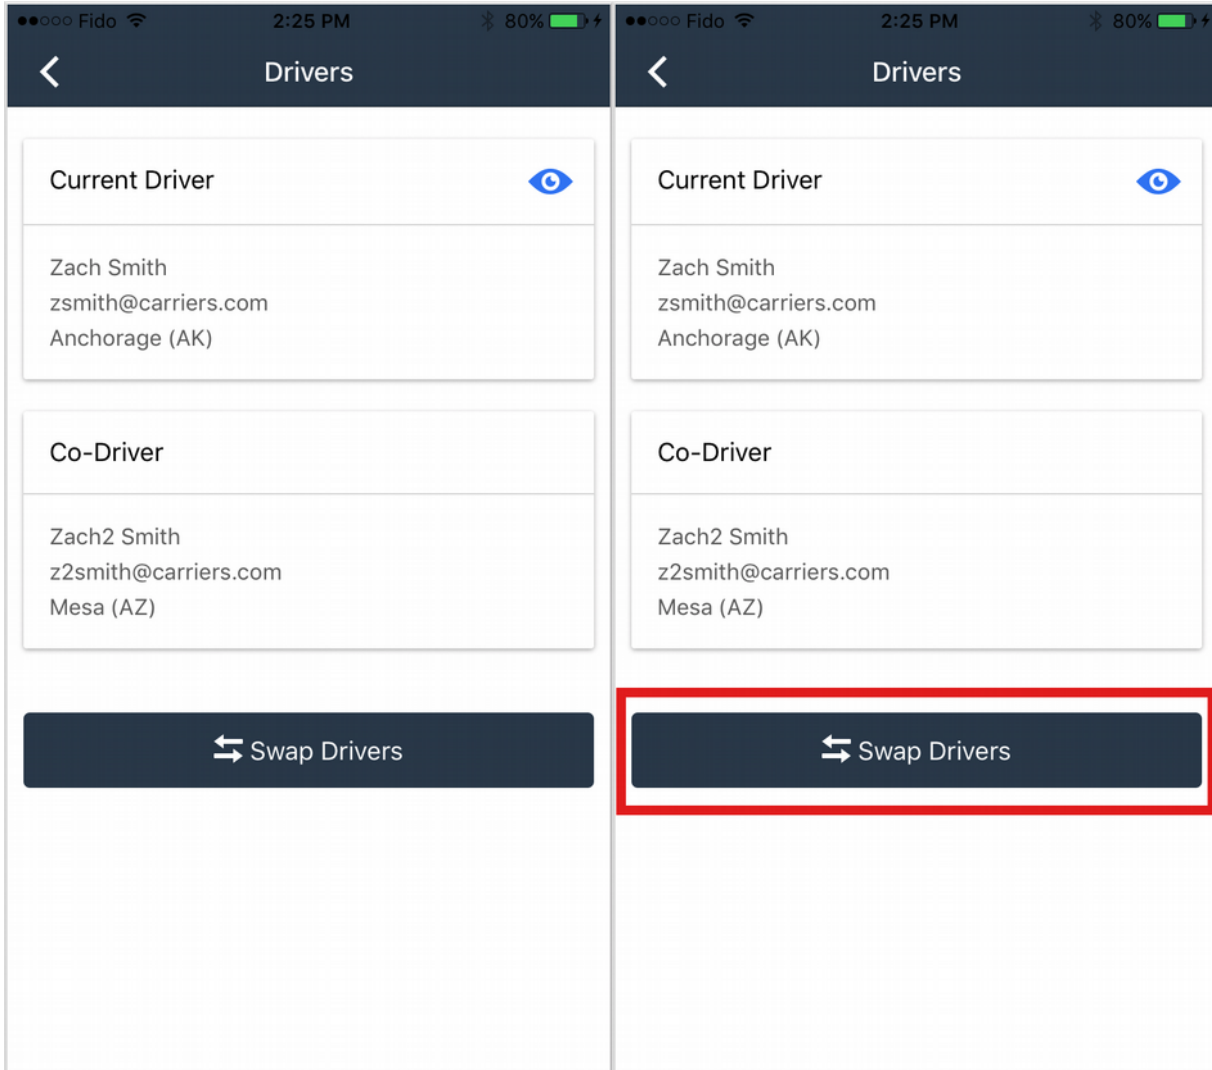 Fido 2:25 PM 80%
Drivers
Current Driver
Zach Smith
zsmith@carriers.com
Anchorage (AK)
Co-Driver
Zach2 Smith
z2smith@carriers.com
Mesa (AZ)
Swap Drivers
Fido 2:25 PM 80%
Drivers
Current Driver
Zach Smith
zsmith@carriers.com
Anchorage (AK)
Co-Driver
Zach2 Smith
z2smith@carriers.com
Mesa (AZ)
Swap Drivers